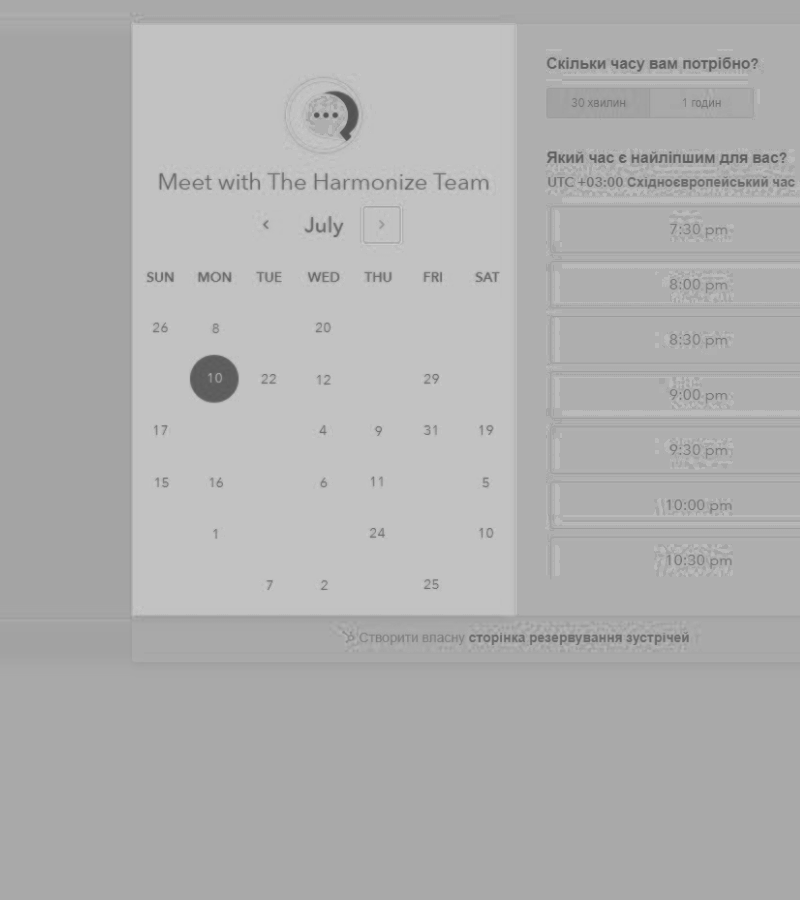 Meet with The Harmonize Team
July
SUN MON TUE WED THU FRI SAT
26 8 20
10 22 12 29
17 4 9 31 19
15 16 6 11 5
1 24 10
7 2 25
Скільки часу вам потрібно?
30 хвилин 1 годин
Який час є найліпшим для вас?
UTC +03:00 Східноєвропейський час
7:30 pm
8:00 pm
8:30 pm
9:00 pm
9:30 pm
10:00 pm
10:30 pm
Створити власну сторінка резервування зустрічей